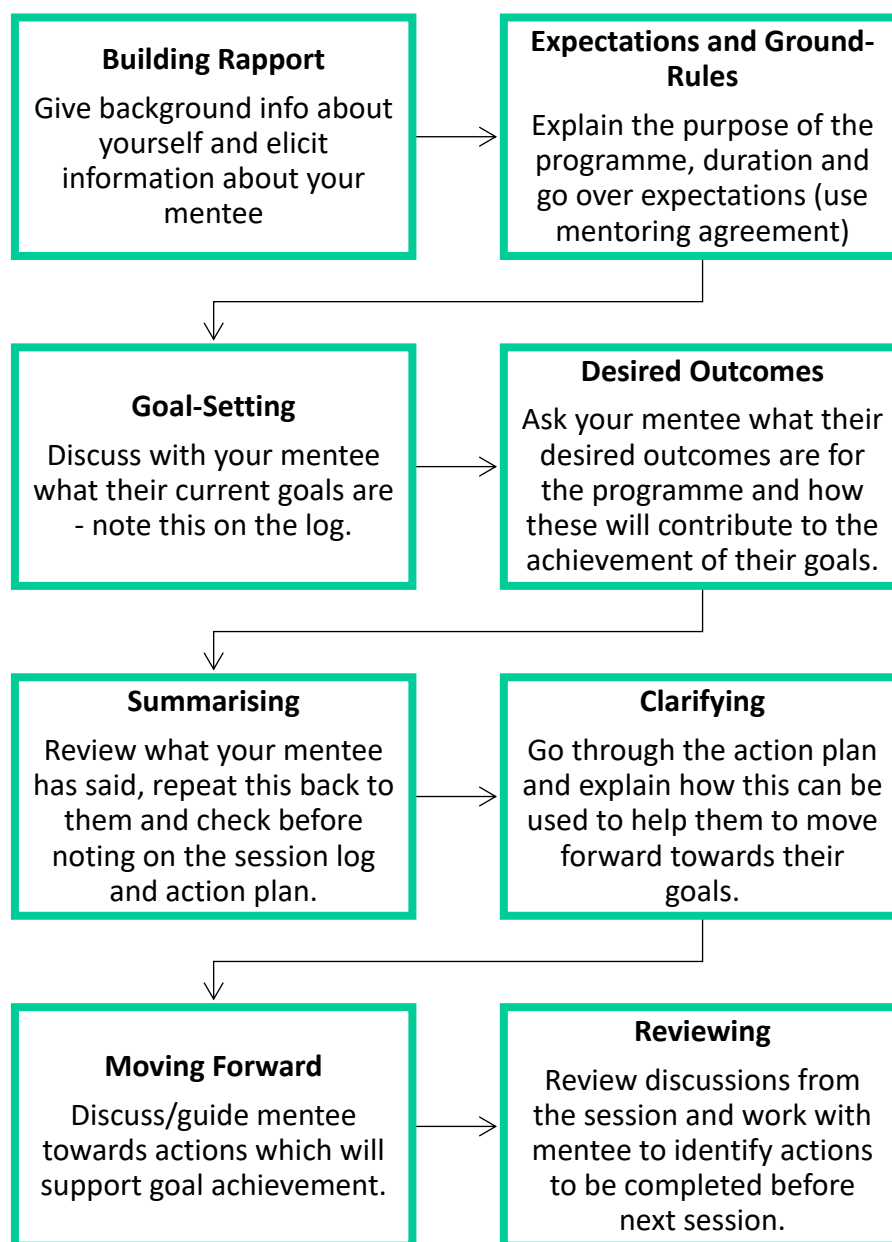 Building Rapport
Give background info about
yourself and elicit
information about your
mentee
Expectations and Ground-
Rules
Explain the purpose of the
programme, duration and
go over expectations (use
mentoring agreement)
Goal-Setting
Discuss with your mentee
what their current goals are
- note this on the log.
Desired Outcomes
Ask your mentee what their
desired outcomes are for
the programme and how
these will contribute to the
achievement of their goals.
Summarising
Review what your mentee
has said, repeat this back to
them and check before
noting on the session log
and action plan.
Clarifying
Go through the action plan
and explain how this can be
used to help them to move
forward towards their
goals.
Moving Forward
Discuss/guide mentee
towards actions which will
support goal achievement.
Reviewing
Review discussions from
the session and work with
mentee to identify actions
to be completed before
next session.